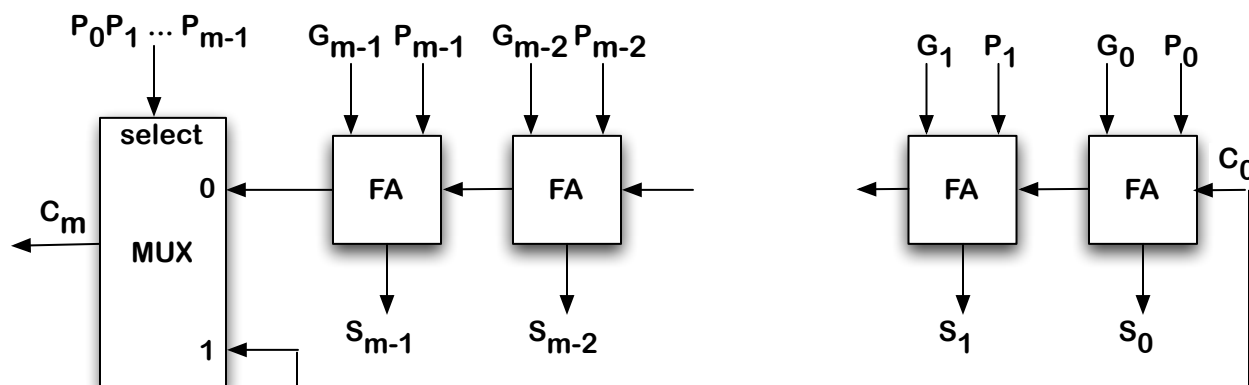 P0P1 ... Pm-1
Gm-1 Pm-1 Gm-2 Pm-2
G1 P1 G0 P0
select
0
FA
FA
FA
FA
C0
Cm
MUX
Sm-1
Sm-2
S1
S0
1